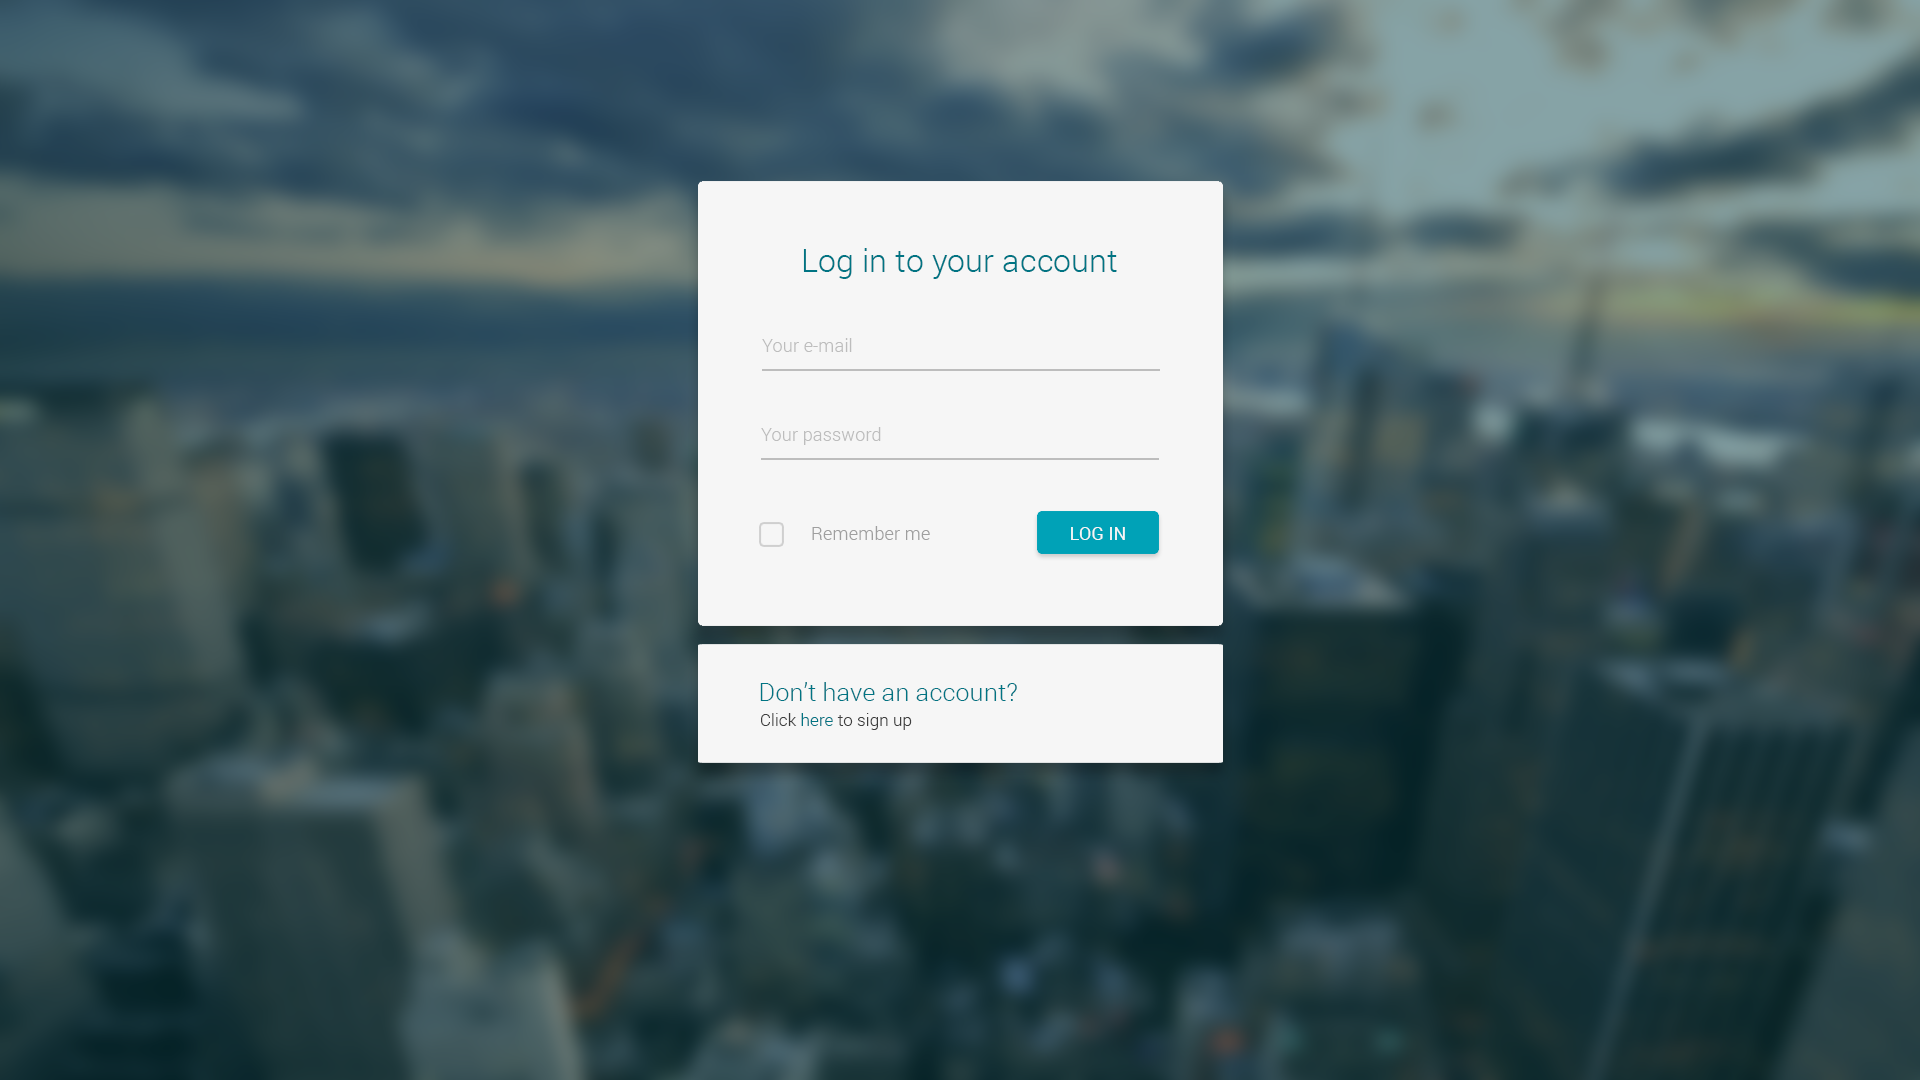 Log in to your account
Your e-mail
Your password
Remember me
LOG IN
Don’t have an account?
Click here to sign up